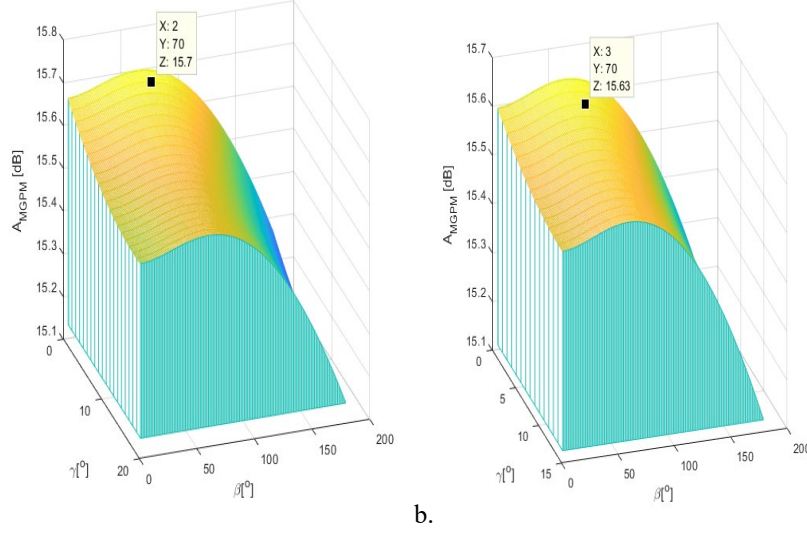 15.8
15.7
15.6
15.5
15.4
15.3
15.2
15.1
A_MGPM [dB]
X: 2
Y: 70
Z: 15.7
0
10
20
γ[°]
0
50
100
150
200
β[°]
15.7
15.6
15.5
15.4
15.3
15.2
15.1
A_MGPM [dB]
X: 3
Y: 70
Z: 15.63
0
5
10
15
γ[°]
0
50
100
150
200
β[°]
b.